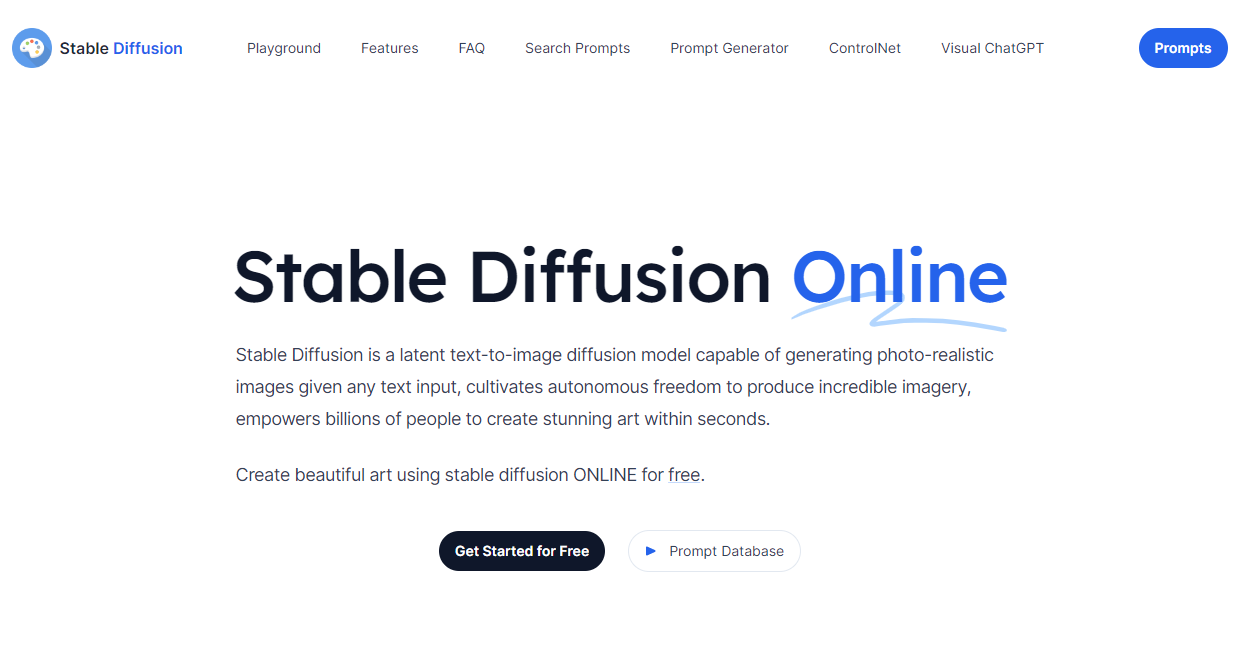 Stable Diffusion Playground Features FAQ Search Prompts Prompt Generator ControlNet Visual ChatGPT Prompts
Stable Diffusion Online
Stable Diffusion is a latent text-to-image diffusion model capable of generating photo-realistic
images given any text input, cultivates autonomous freedom to produce incredible imagery,
empowers billions of people to create stunning art within seconds.
Create beautiful art using stable diffusion ONLINE for free.
Get Started for Free Prompt Database